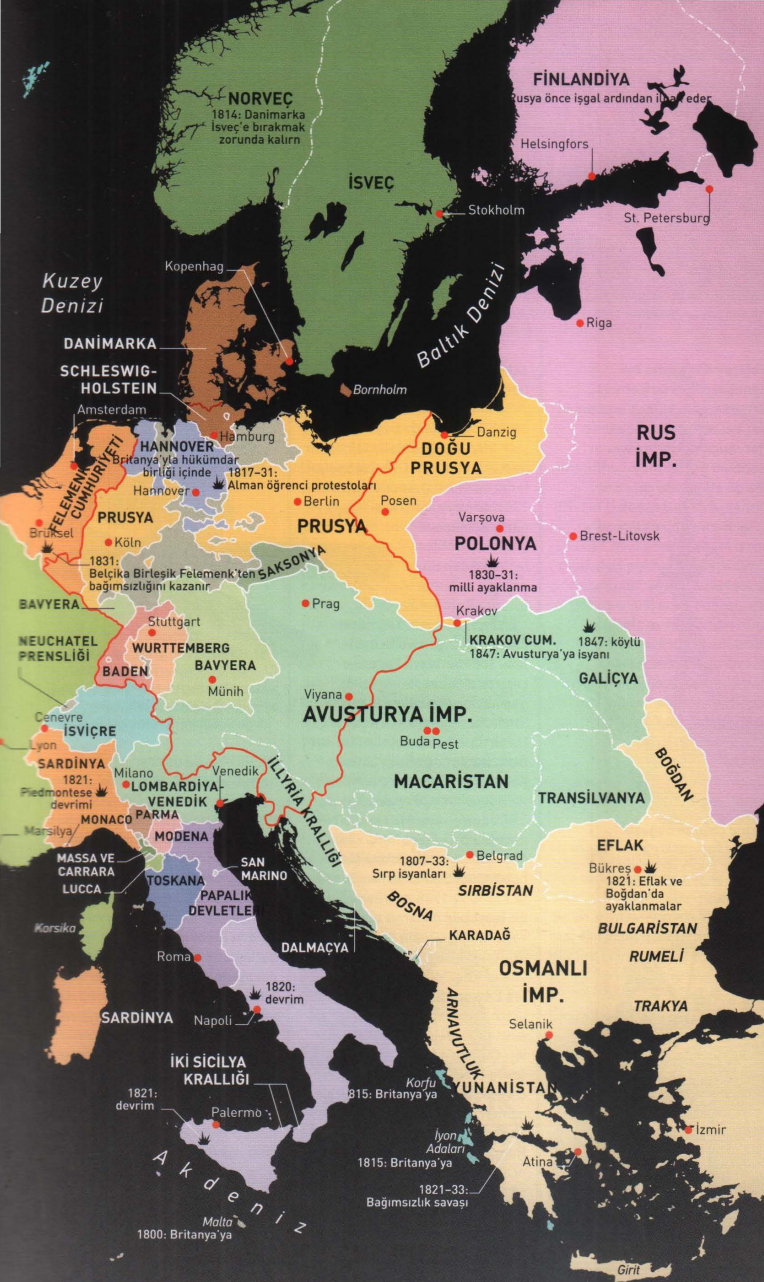 FİNLANDİYA
Rusya önce işgal ardından ilhak eder
NORVEÇ
1814: Danimarka
İsveç'e bırakmak
zorunda kalırn
Helsingfors
İSVEÇ
Stokholm
St. Petersburg
Kuzey
Denizi
Kopenhag
Baltık Denizi
Riga
DANİMARKA
SCHLESWIG-
HOLSTEIN
Bornholm
Amsterdam
Hamburg
Danzig
RUS
İMP.
DOĞU
PRUSYA
FELEMENK
CUMHURİYETİ
HANNOVER
Britanya'yla hükümdar
birliği içinde
1817–31:
Alman öğrenci protestoları
Hannover
Berlin
Posen
PRUSYA
PRUSYA
Varşova
POLONYA
1830–31:
milli ayaklanma
Brest-Litovsk
Brüksel
Köln
1831:
Belçika Birleşik Felemenk'ten
bağımsızlığını kazanır
SAKSONYA
BAVYERA
Prag
Krakov
KRAKOV CUM.
1847: Avusturya'ya isyanı
1847: köylü
GALİÇYA
Stuttgart
WURTTEMBERG
NEUCHATEL
PRENSLİĞİ
BAVYERA
BADEN
Münih
Viyana
AVUSTURYA İMP.
Cenevre
İSVİÇRE
Lyon
Buda
Pest
SARDİNYA
1821:
Piedmontese
devrimi
Milano
Venedik
LOMBARDİYA-
VENEDİK
İLLYRİA KRALLIĞI
MACARİSTAN
TRANSİLVANYA
BOĞDAN
MONACO
PARMA
Marsilya
MODENA
MASSA VE
CARRARA
LUCCA
SAN
MARINO
TOSKANA
PAPALIK
DEVLETLERİ
1807–33:
Sırp isyanları
Belgrad
SIRBİSTAN
EFLAK
Bükreş
1821: Eflak ve
Boğdan'da
ayaklanmalar
BOSNA
Korsika
DALMAÇYA
KARADAĞ
BULGARİSTAN
RUMELİ
Roma
OSMANLI
İMP.
TRAKYA
SARDİNYA
1820:
devrim
Napoli
ARNAVUTLUK
Selanik
İKİ SİCİLYA
KRALLIĞI
Korfu
1815: Britanya'ya
YUNANİSTAN
1821:
devrim
Palermo
İyon
Adaları
1815: Britanya'ya
İzmir
Atina
1821–33:
Bağımsızlık savaşı
Akdeniz
Malta
1800: Britanya'ya
Girit